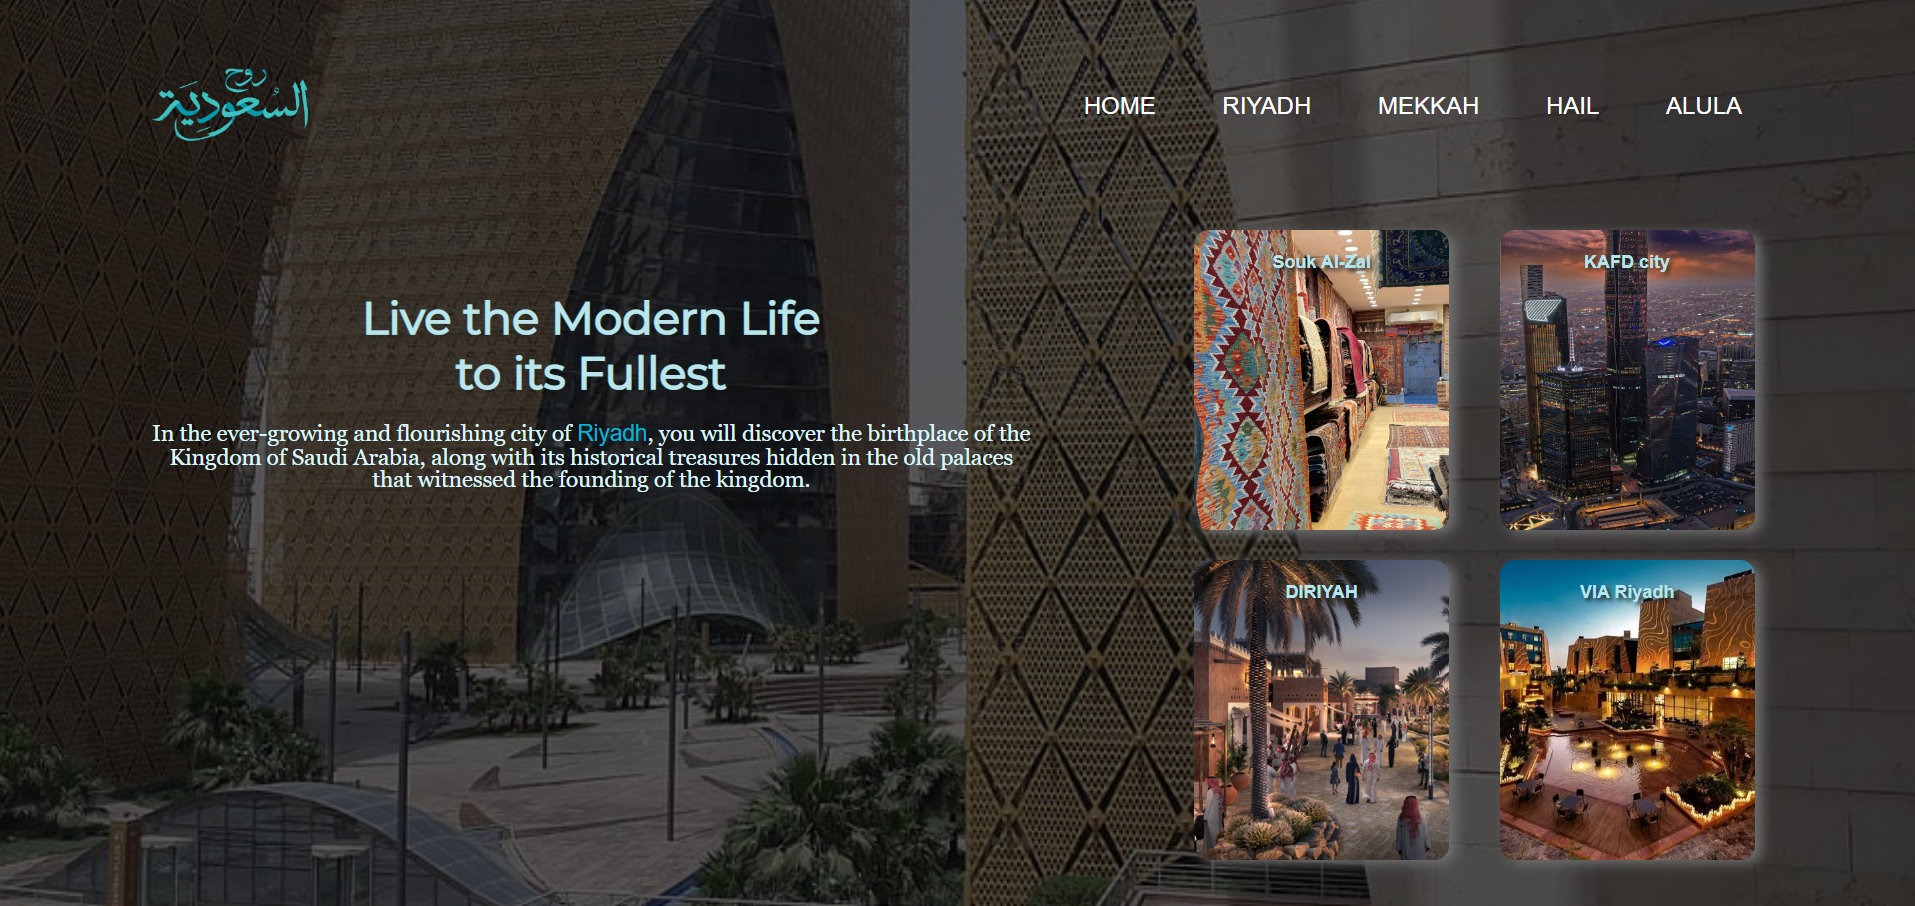 روح
السعودية
HOME RIYADH MEKKAH HAIL ALULA
Live the Modern Life
to its Fullest
In the ever-growing and flourishing city of Riyadh, you will discover the birthplace of the
Kingdom of Saudi Arabia, along with its historical treasures hidden in the old palaces
that witnessed the founding of the kingdom.
Souk Al-Zal
KAFD city
DIRIYAH
VIA Riyadh